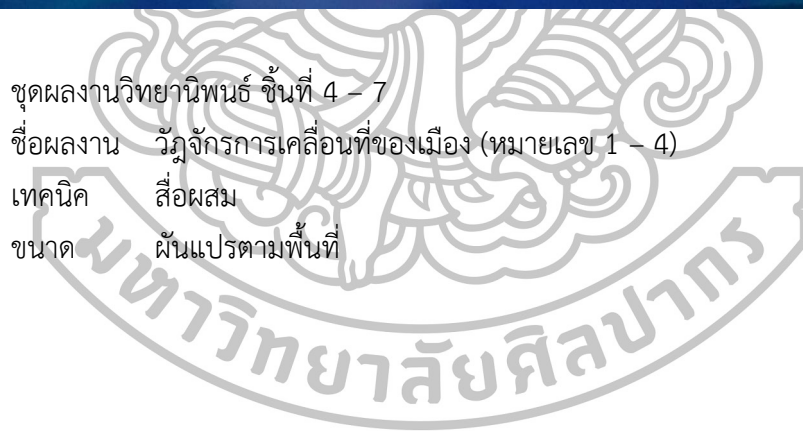 ชุดผลงานวิทยานิพนธ์ ชิ้นที่ 4 – 7
ชื่อผลงาน วัฏจักรการเคลื่อนที่ของเมือง (หมายเลข 1 – 4)
เทคนิค สื่อผสม
ขนาด ผันแปรตามพื้นที่
มหาวิทยาลัยศิลปากร